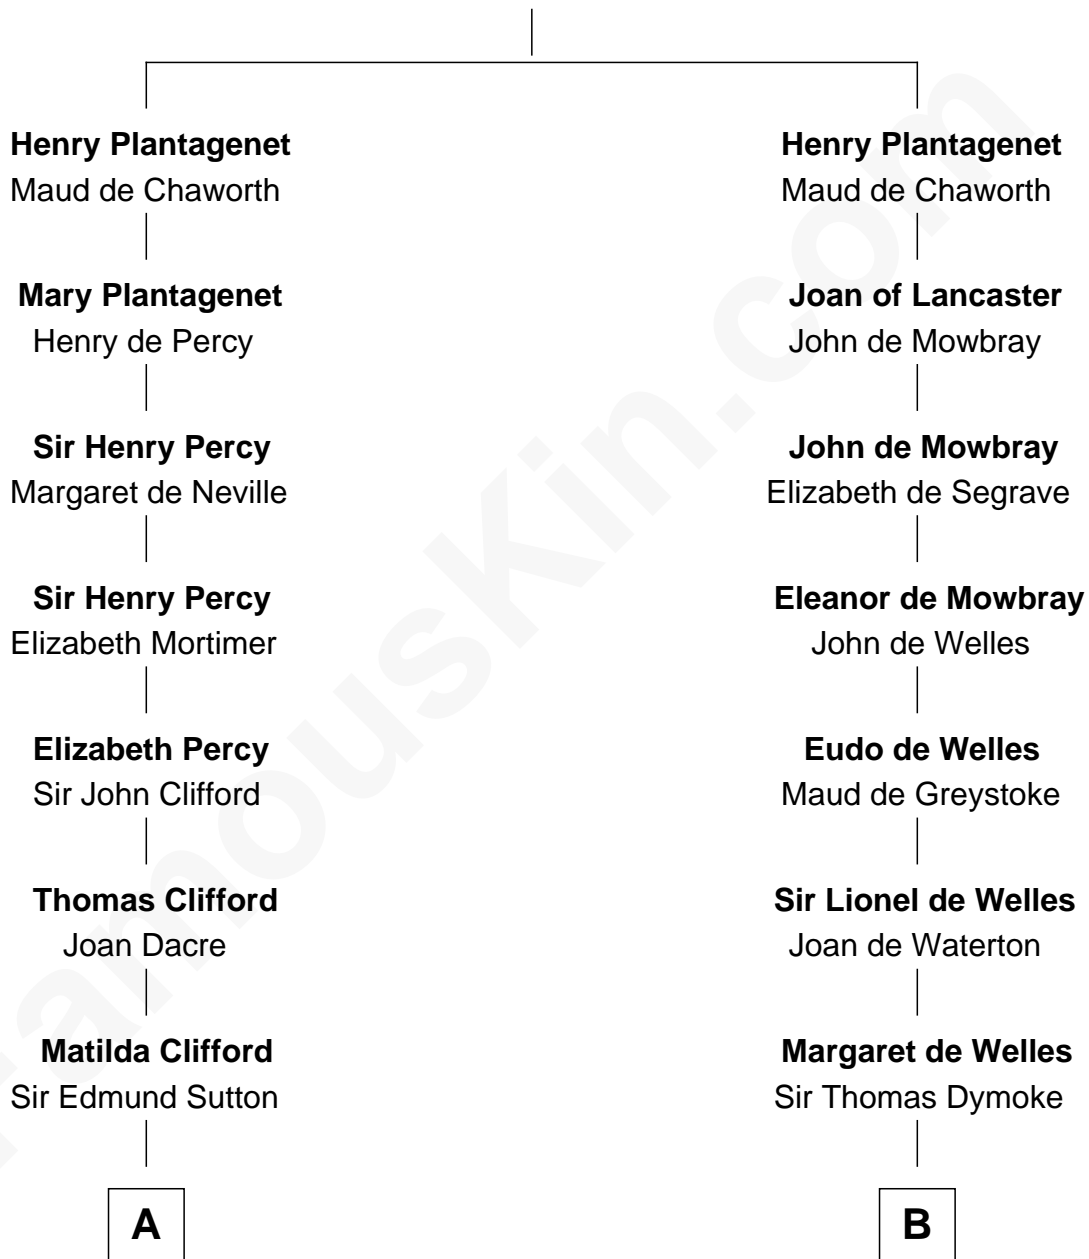 Henry Plantagenet
Maud de Chaworth
Mary Plantagenet
Henry de Percy
Sir Henry Percy
Margaret de Neville
Sir Henry Percy
Elizabeth Mortimer
Elizabeth Percy
Sir John Clifford
Thomas Clifford
Joan Dacre
Matilda Clifford
Sir Edmund Sutton
A
Henry Plantagenet
Maud de Chaworth
Joan of Lancaster
John de Mowbray
John de Mowbray
Elizabeth de Segrave
Eleanor de Mowbray
John de Welles
Eudo de Welles
Maud de Greystoke
Sir Lionel de Welles
Joan de Waterton
Margaret de Welles
Sir Thomas Dymoke
B
FamousKin.com